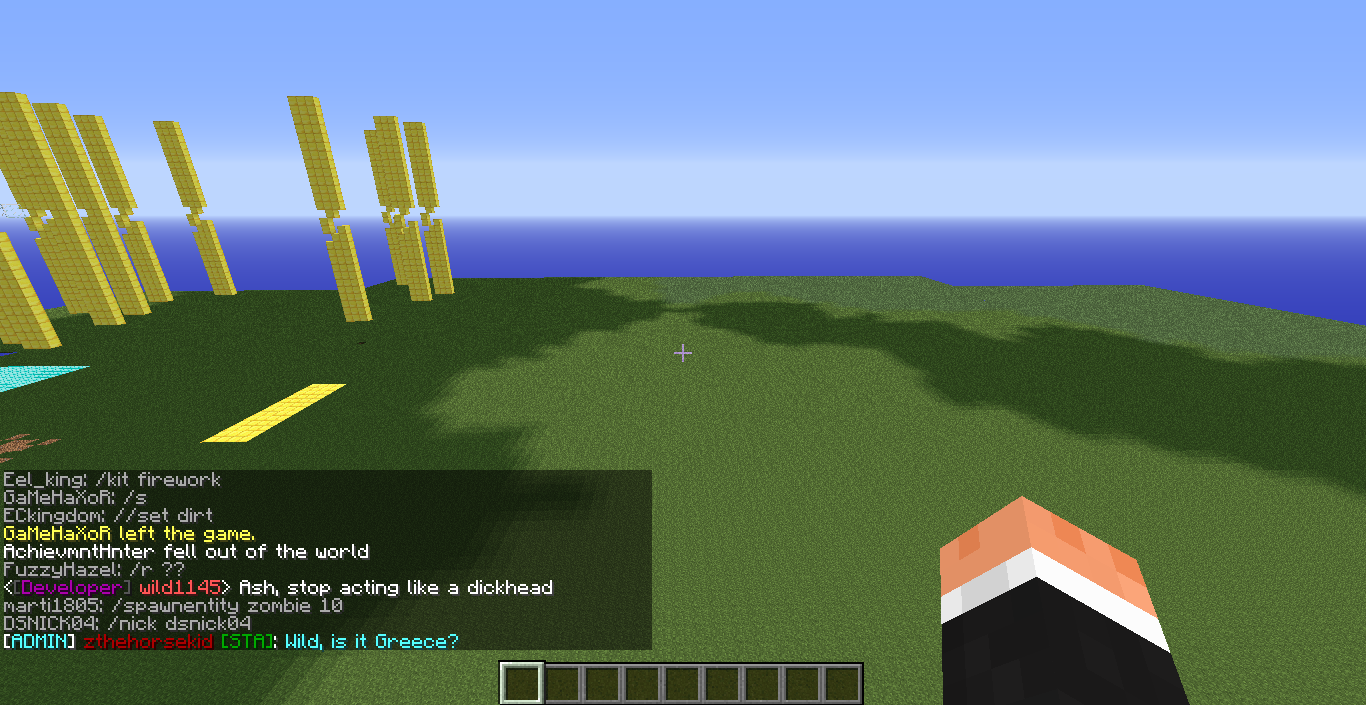 Eel_king: /kit firework
GaMeHaXoR: /s
ECkingdom: //set dirt
GaMeHaXoR left the game.
AchievmntHnter fell out of the world
FuzzyHazel: /r ??
<[Developer] wild1145> Ash, stop acting like a dickhead
marti1805: /spawnentity zombie 10
DSNICK04: /nick dsnick04
[ADMIN] zthehorsekid [STA]: Wild, is it Greece?